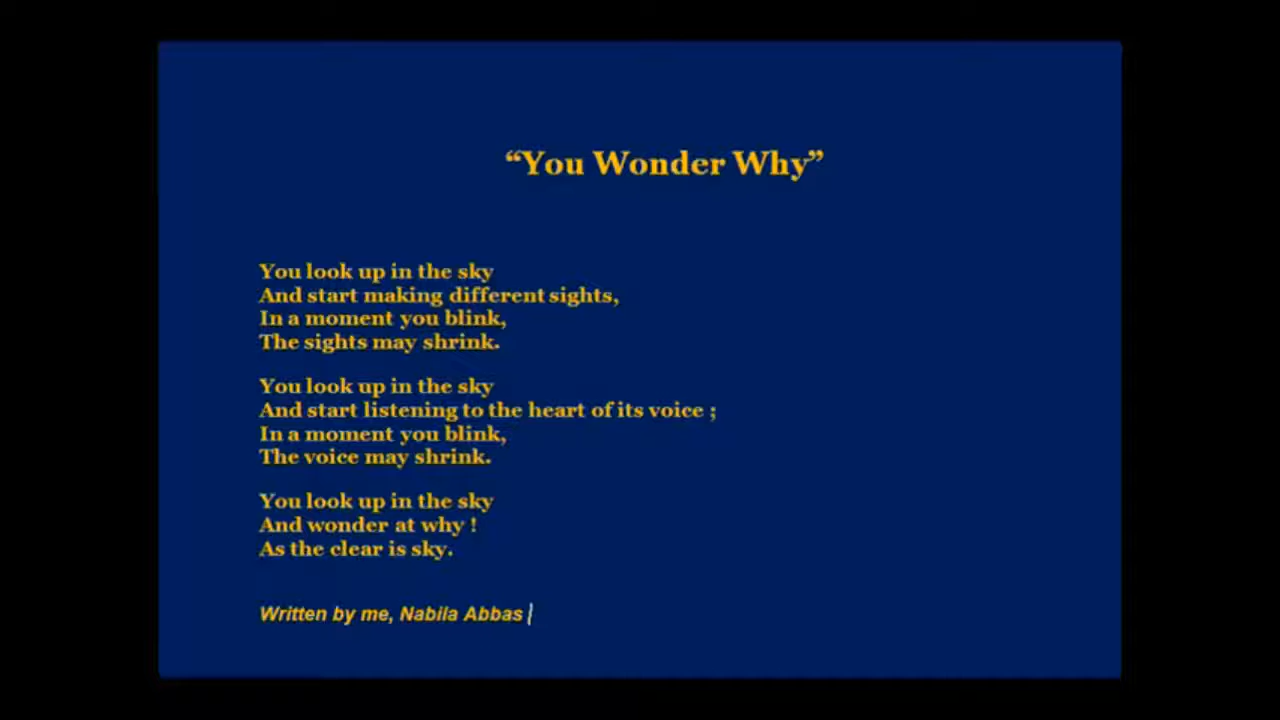 “You Wonder Why”
You look up in the sky
And start making different sights,
In a moment you blink,
The sights may shrink.
You look up in the sky
And start listening to the heart of its voice ;
In a moment you blink,
The voice may shrink.
You look up in the sky
And wonder at why !
As the clear is sky.
Written by me, Nabila Abbas